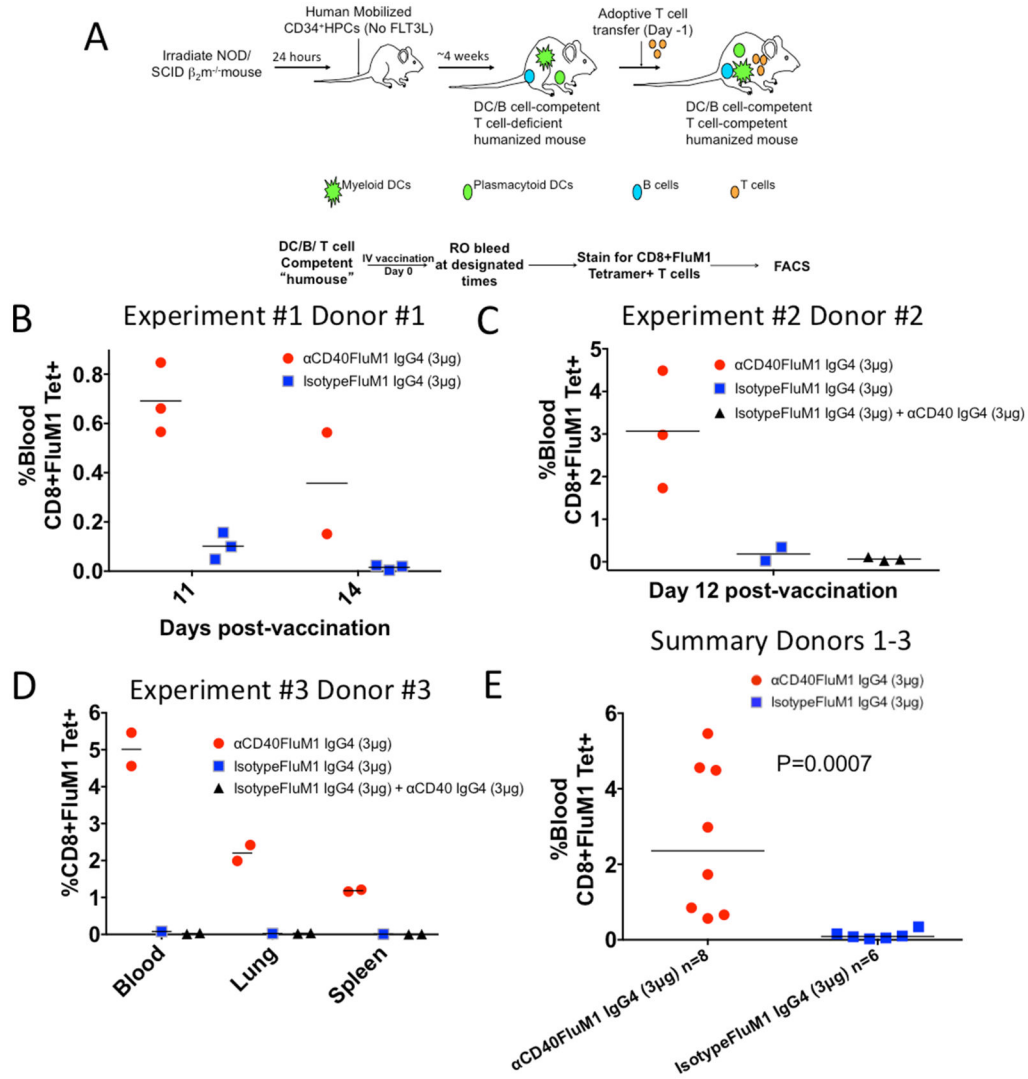 A
Irradiate NOD/
SCID β2m-/-mouse
24 hours
Human Mobilized
CD34+HPCs (No FLT3L)
~4 weeks
DC/B cell-competent
T cell-deficient
humanized mouse
Adoptive T cell
transfer (Day -1)
DC/B cell-competent
T cell-competent
humanized mouse
Myeloid DCs
Plasmacytoid DCs
B cells
T cells
DC/B/ T cell
Competent
"humouse"
IV vaccination
Day 0
RO bleed
at designated
times
Stain for CD8+FluM1
Tetramer+ T cells
FACS
B
Experiment #1 Donor #1
αCD40FluM1 IgG4 (3μg)
IsotypeFluM1 IgG4 (3μg)
%Blood
CD8+FluM1 Tet+
0.8
0.6
0.4
0.2
0.0
11
14
Days post-vaccination
C
Experiment #2 Donor #2
αCD40FluM1 IgG4 (3μg)
IsotypeFluM1 IgG4 (3μg)
IsotypeFluM1 IgG4 (3μg) + αCD40 IgG4 (3μg)
%Blood
CD8+FluM1 Tet+
5
4
3
2
1
0
Day 12 post-vaccination
D
Experiment #3 Donor #3
αCD40FluM1 IgG4 (3μg)
IsotypeFluM1 IgG4 (3μg)
IsotypeFluM1 IgG4 (3μg) + αCD40 IgG4 (3μg)
%CD8+FluM1 Tet+
6
5
4
3
2
1
0
Blood
Lung
Spleen
E
Summary Donors 1-3
αCD40FluM1 IgG4 (3μg)
IsotypeFluM1 IgG4 (3μg)
P=0.0007
%Blood
CD8+FluM1 Tet+
6
4
2
0
αCD40FluM1 IgG4 (3μg) n=8
IsotypeFluM1 IgG4 (3μg) n=6